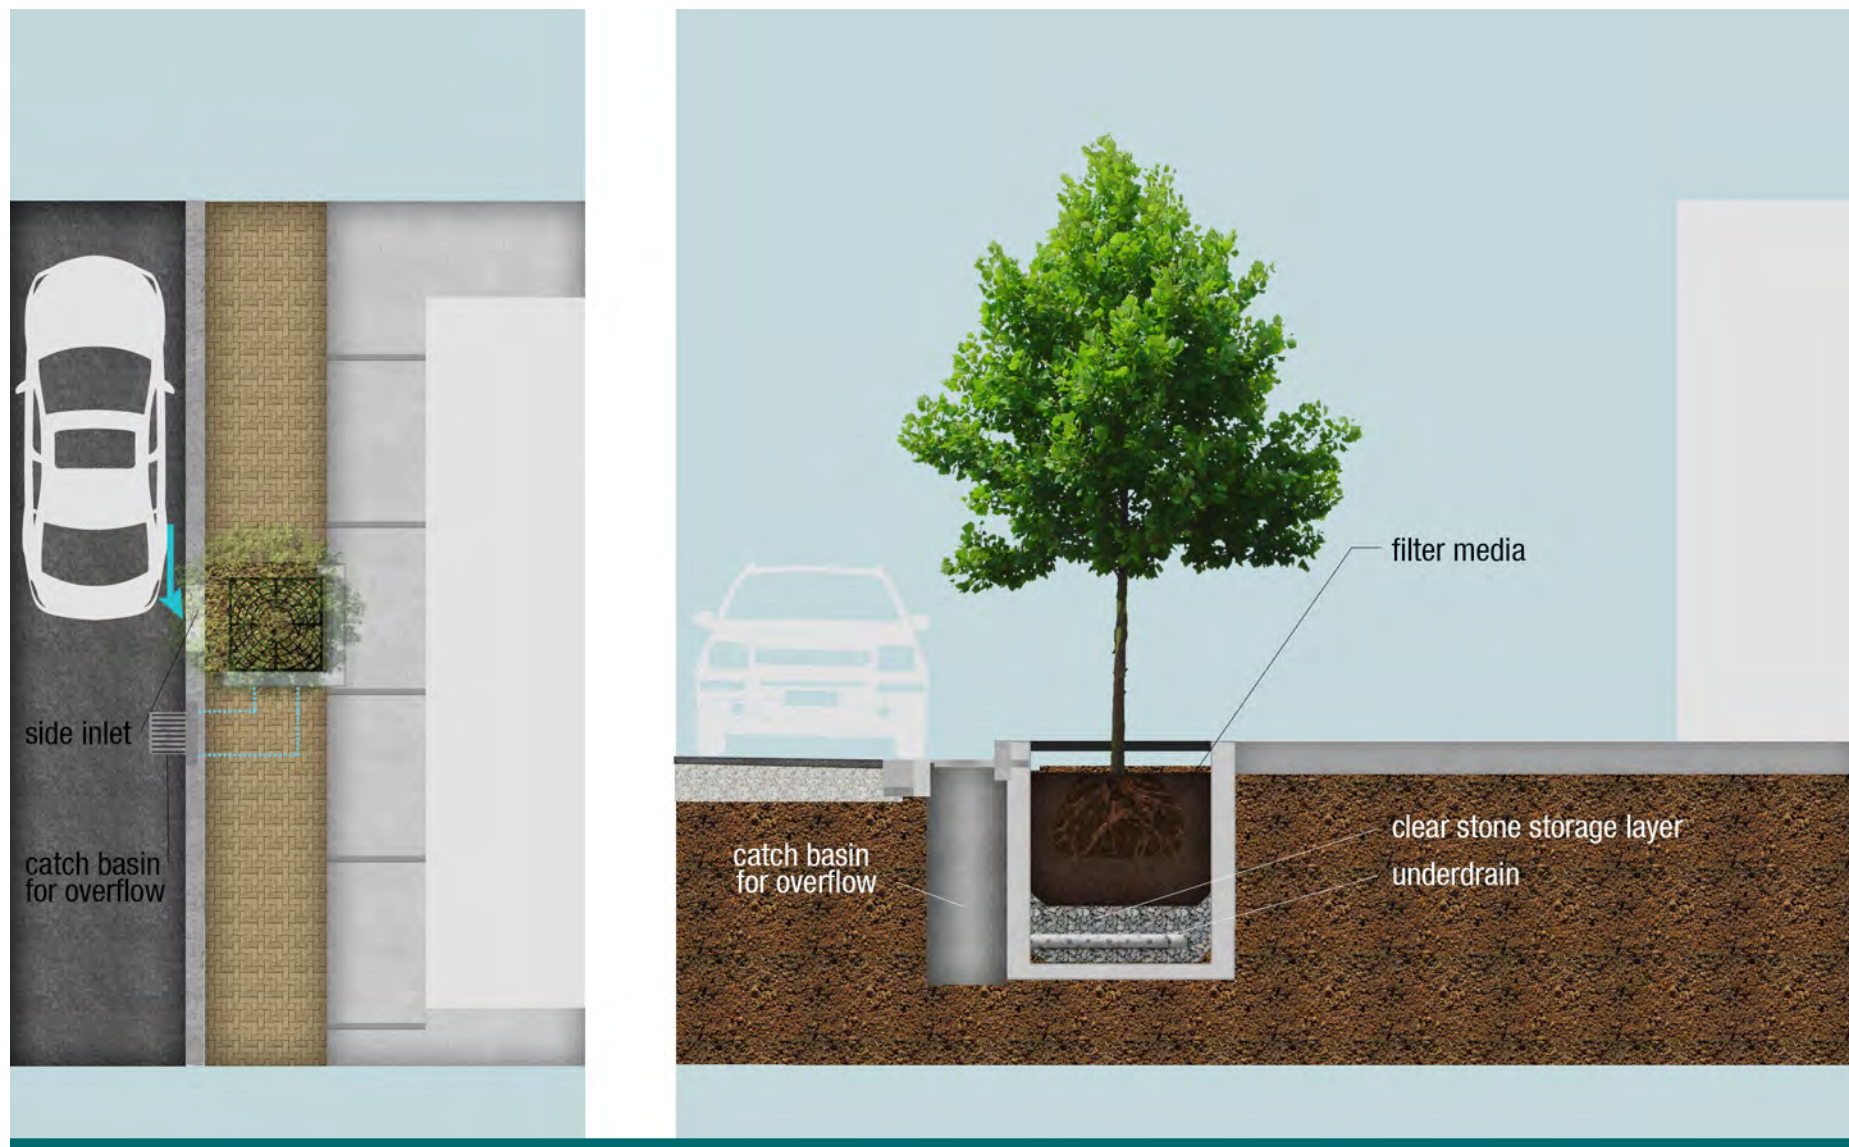 side inlet
catch basin
for overflow
filter media
clear stone storage layer
underdrain
catch basin
for overflow